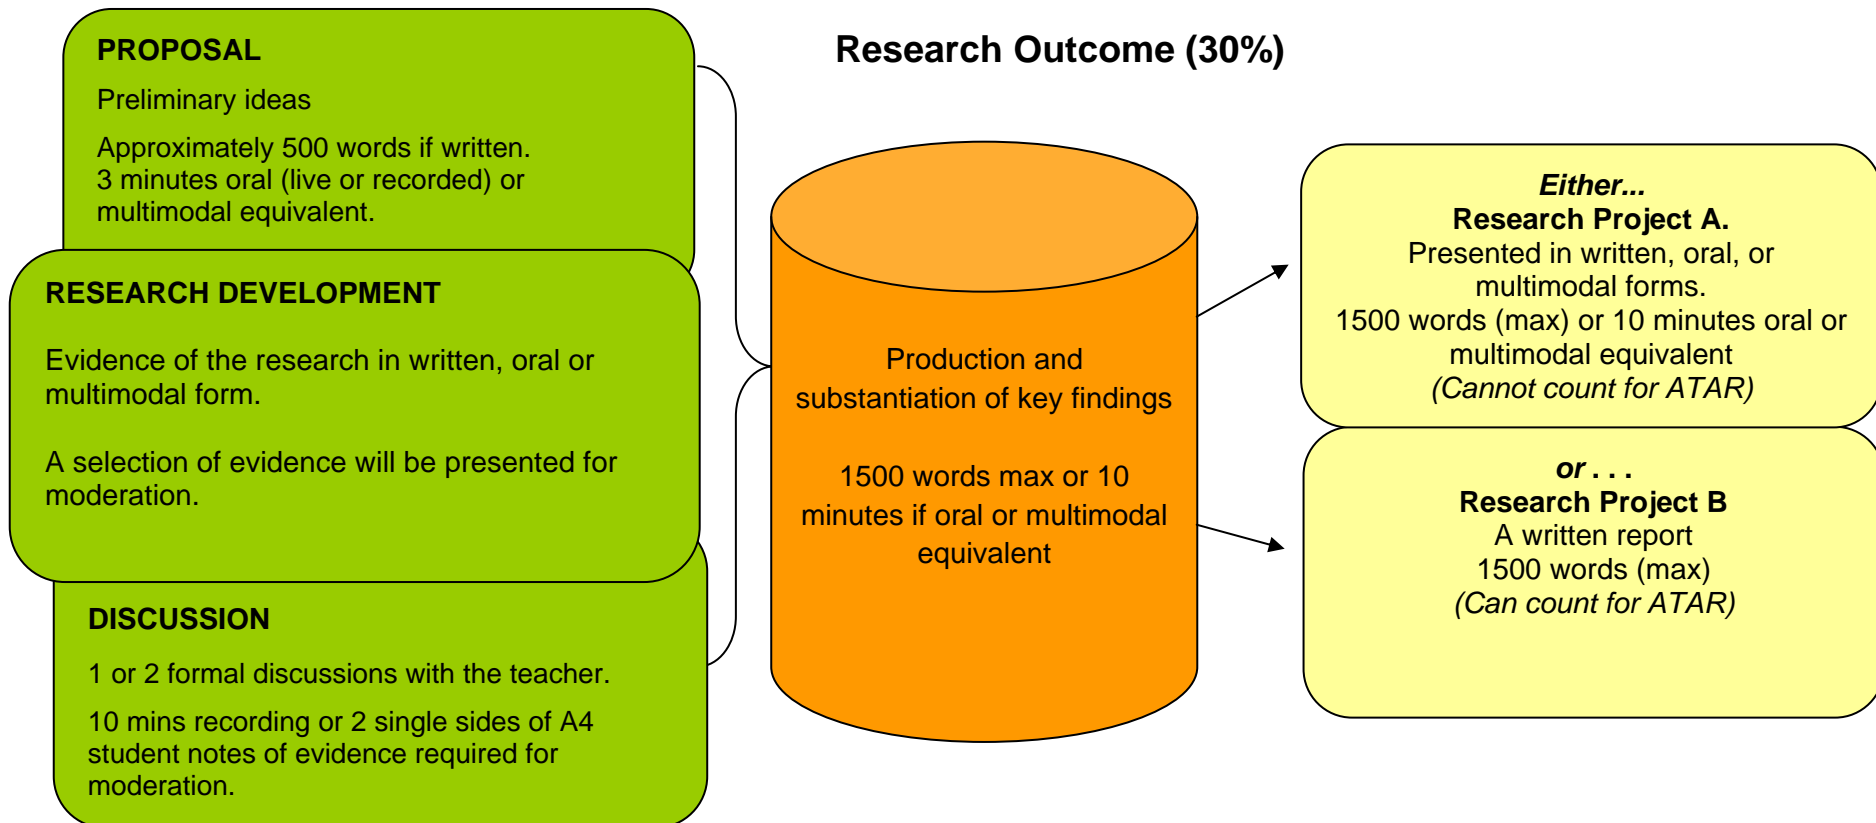 Research Outcome (30%)
PROPOSAL
Preliminary ideas
Approximately 500 words if written.
3 minutes oral (live or recorded) or
multimodal equivalent.
RESEARCH DEVELOPMENT
Evidence of the research in written, oral or
multimodal form.
A selection of evidence will be presented for
moderation.
DISCUSSION
1 or 2 formal discussions with the teacher.
10 mins recording or 2 single sides of A4
student notes of evidence required for
moderation.
Production and
substantiation of key findings
1500 words max or 10
minutes if oral or multimodal
equivalent
Either...
Research Project A.
Presented in written, oral, or
multimodal forms.
1500 words (max) or 10 minutes oral or
multimodal equivalent
(Cannot count for ATAR)
or . . .
Research Project B
A written report
1500 words (max)
(Can count for ATAR)